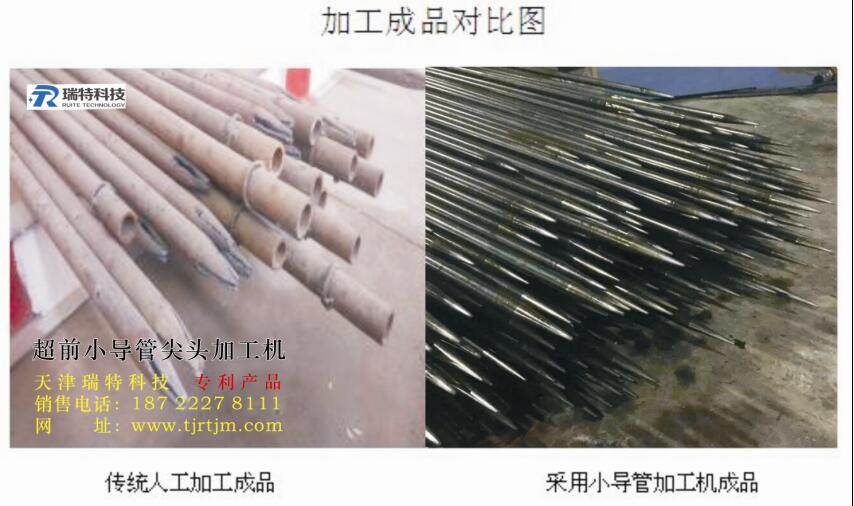 加工成品对比图
瑞特科技
RUITE TECHNOLOGY
超前小导管尖头加工机
天津瑞特科技 专利产品
销售电话：187 2227 8111
网 址：www.tjrtjm.com
传统人工加工成品
采用小导管加工机成品